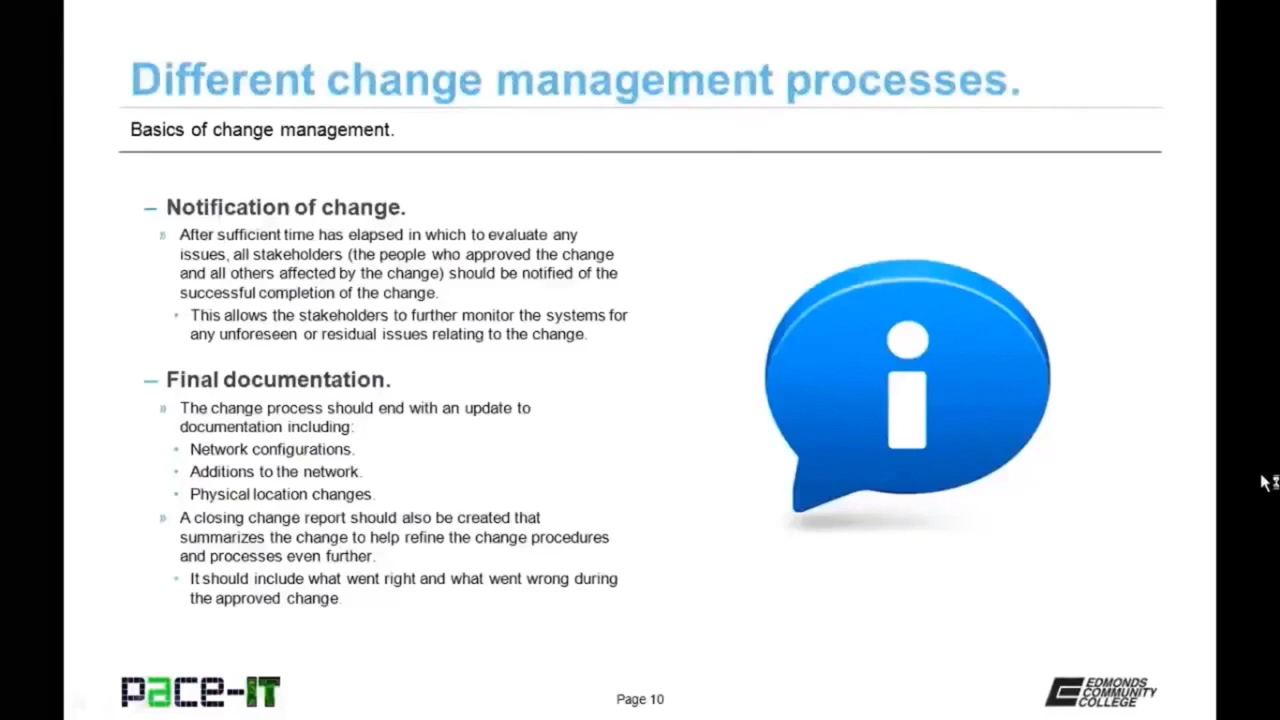 Different change management processes.
Basics of change management.
– Notification of change.
» After sufficient time has elapsed in which to evaluate any
issues, all stakeholders (the people who approved the change
and all others affected by the change) should be notified of the
successful completion of the change.
• This allows the stakeholders to further monitor the systems for
any unforeseen or residual issues relating to the change.
– Final documentation.
» The change process should end with an update to
documentation including:
• Network configurations.
• Additions to the network.
• Physical location changes.
» A closing change report should also be created that
summarizes the change to help refine the change procedures
and processes even further.
• It should include what went right and what went wrong during
the approved change.
i
pace-IT
Page 10
EDMONDS
COMMUNITY
COLLEGE